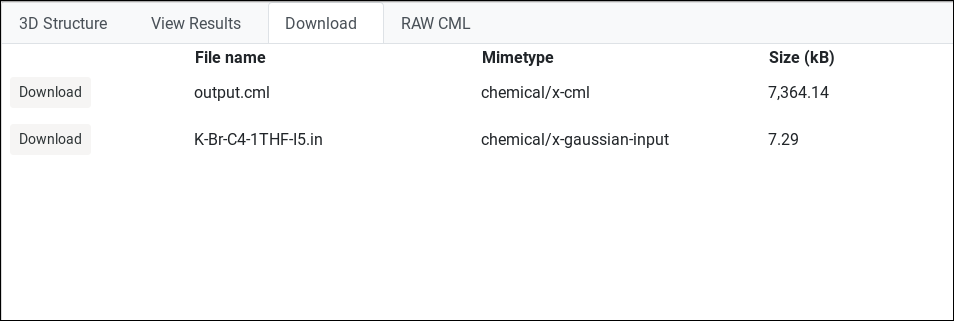 3D Structure View Results Download RAW CML
File name Mimetype Size (kB)
Download output.cml chemical/x-cml 7,364.14
Download K-Br-C4-1THF-I5.in chemical/x-gaussian-input 7.29